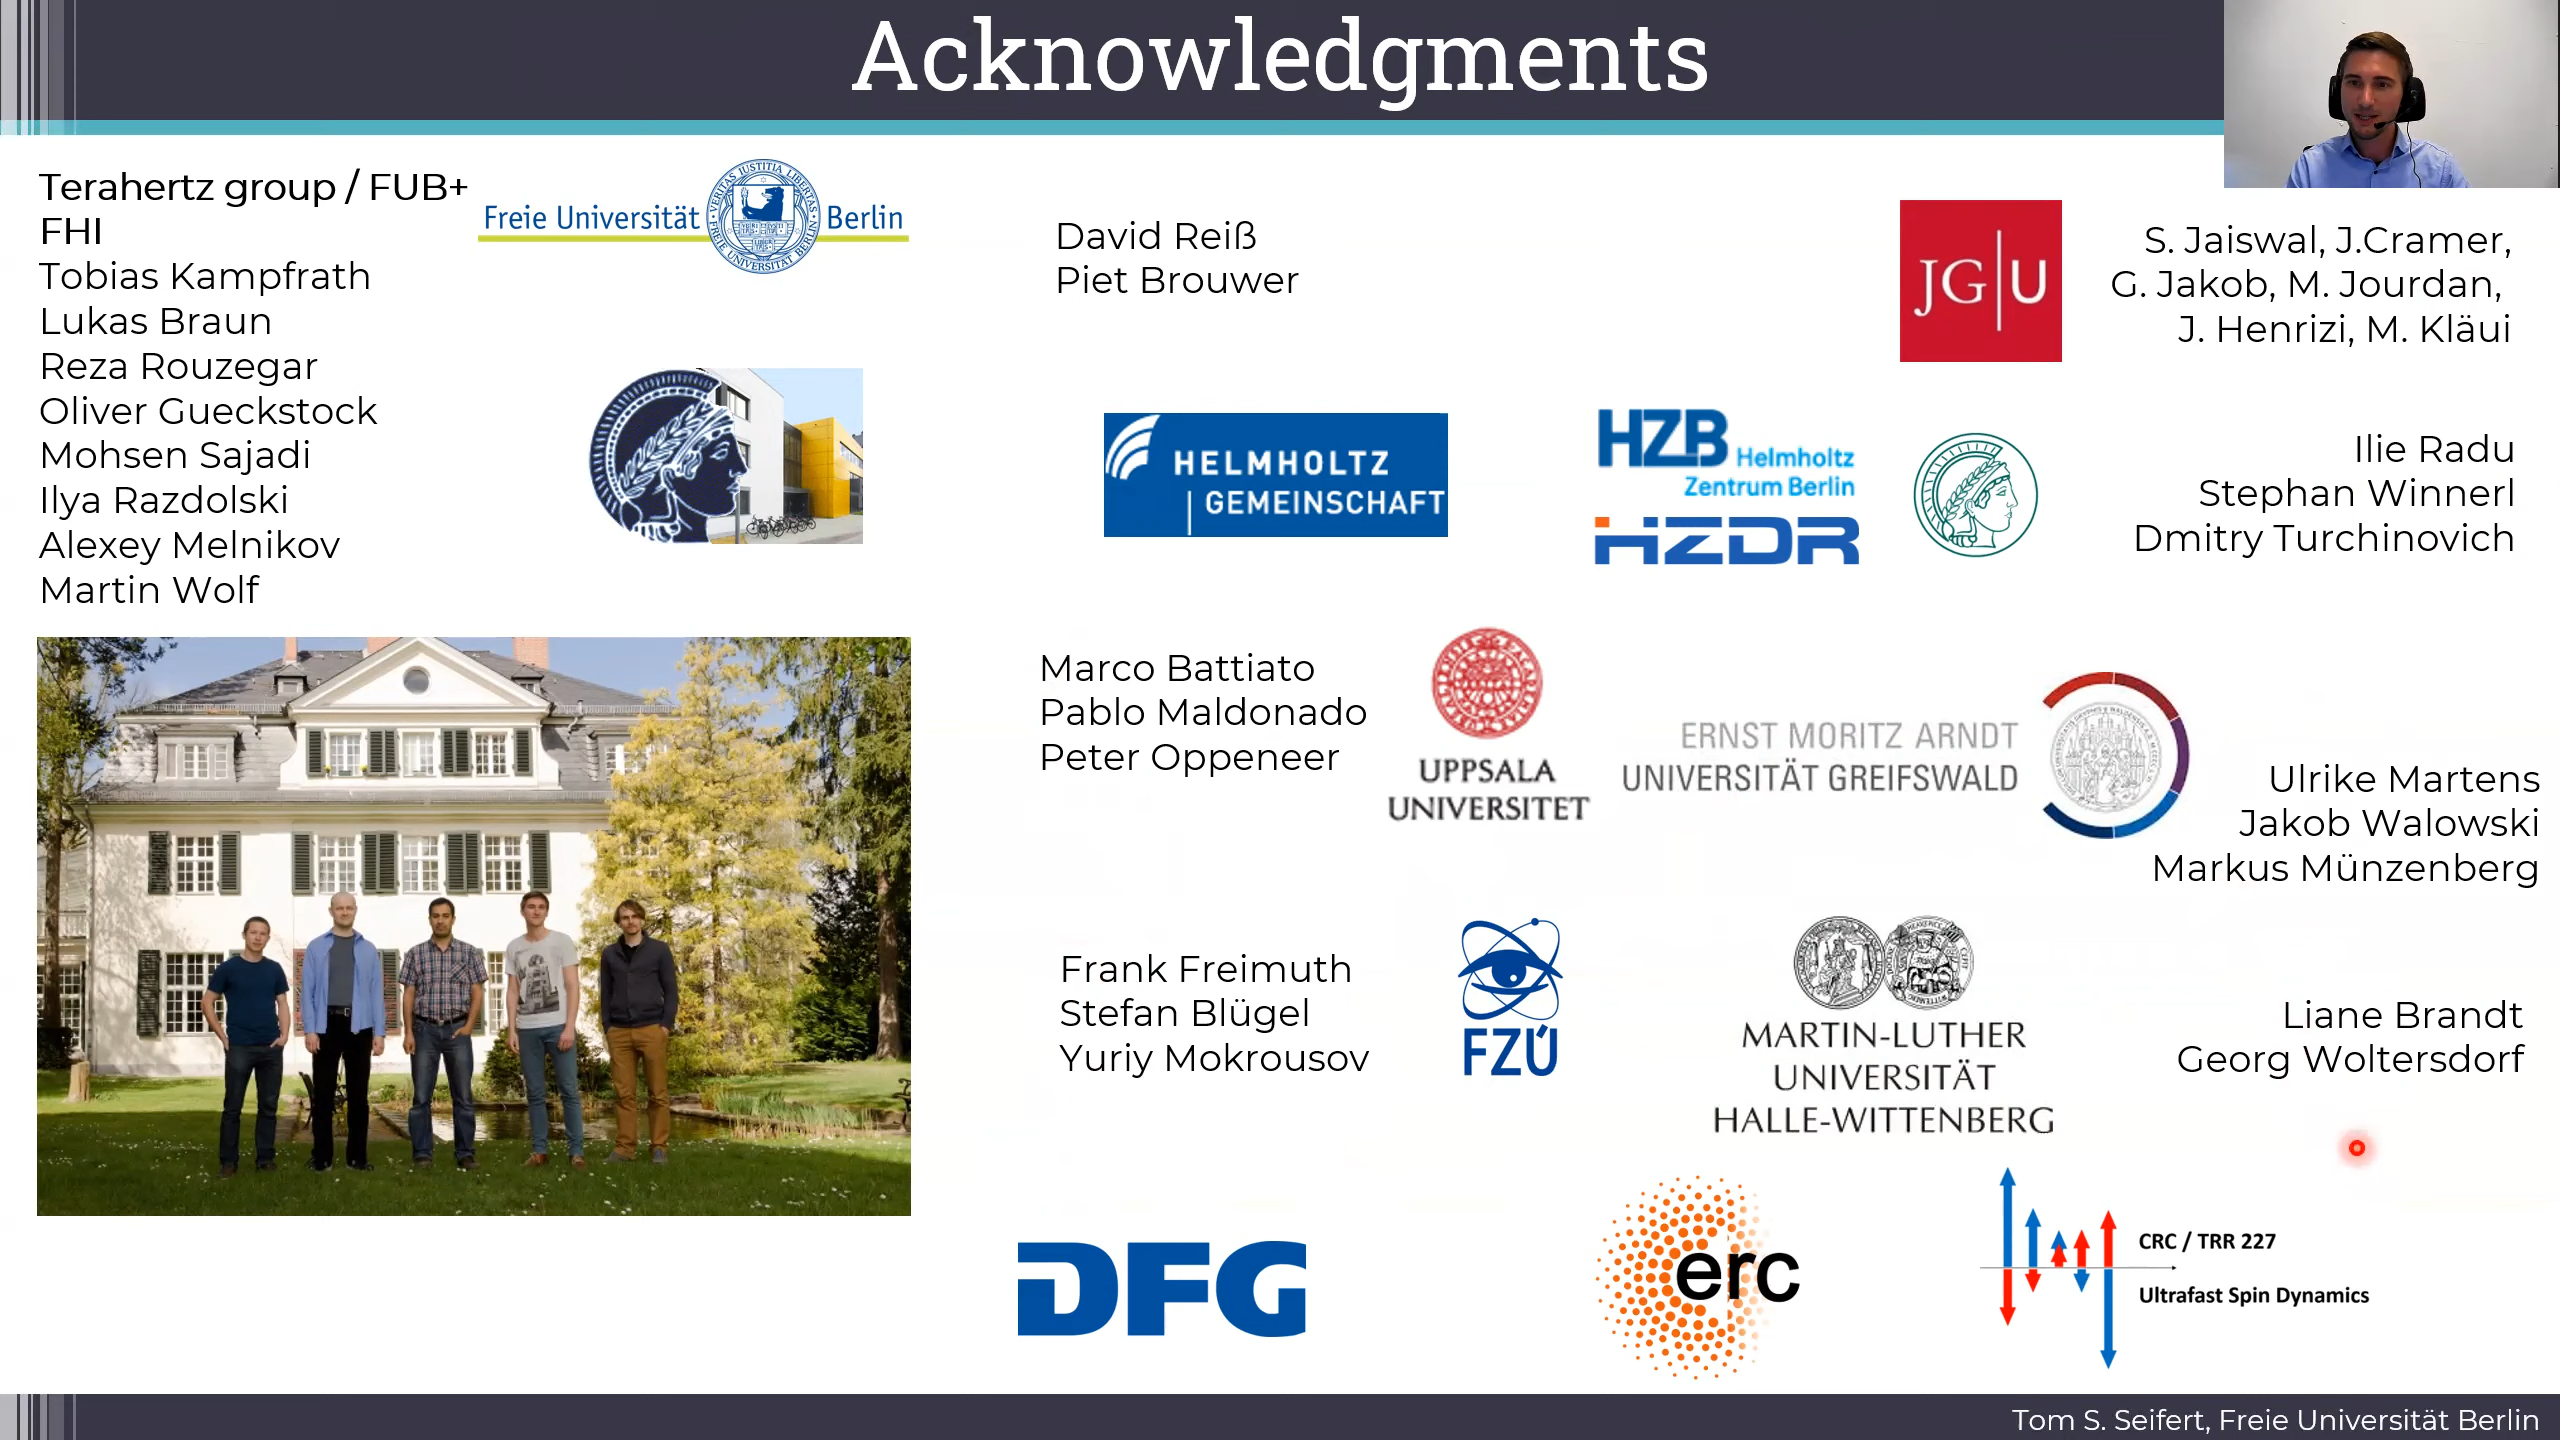 Acknowledgments
Terahertz group / FUB+
FHI
Tobias Kampfrath
Lukas Braun
Reza Rouzegar
Oliver Gueckstock
Mohsen Sajadi
Ilya Razdolski
Alexey Melnikov
Martin Wolf
Freie Universität Berlin
David Reiß
Piet Brouwer
JG|U
S. Jaiswal, J.Cramer,
G. Jakob, M. Jourdan,
J. Henrizi, M. Kläui
HELMHOLTZ
| GEMEINSCHAFT
HZB Helmholtz
Zentrum Berlin
HZDR
Ilie Radu
Stephan Winnerl
Dmitry Turchinovich
Marco Battiato
Pablo Maldonado
Peter Oppeneer
UPPSALA
UNIVERSITET
ERNST MORITZ ARNDT
UNIVERSITÄT GREIFSWALD
Ulrike Martens
Jakob Walowski
Markus Münzenberg
Frank Freimuth
Stefan Blügel
Yuriy Mokrousov
FZÚ
MARTIN-LUTHER
UNIVERSITÄT
HALLE-WITTENBERG
Liane Brandt
Georg Woltersdorf
DFG
erc
CRC / TRR 227
Ultrafast Spin Dynamics
Tom S. Seifert, Freie Universität Berlin